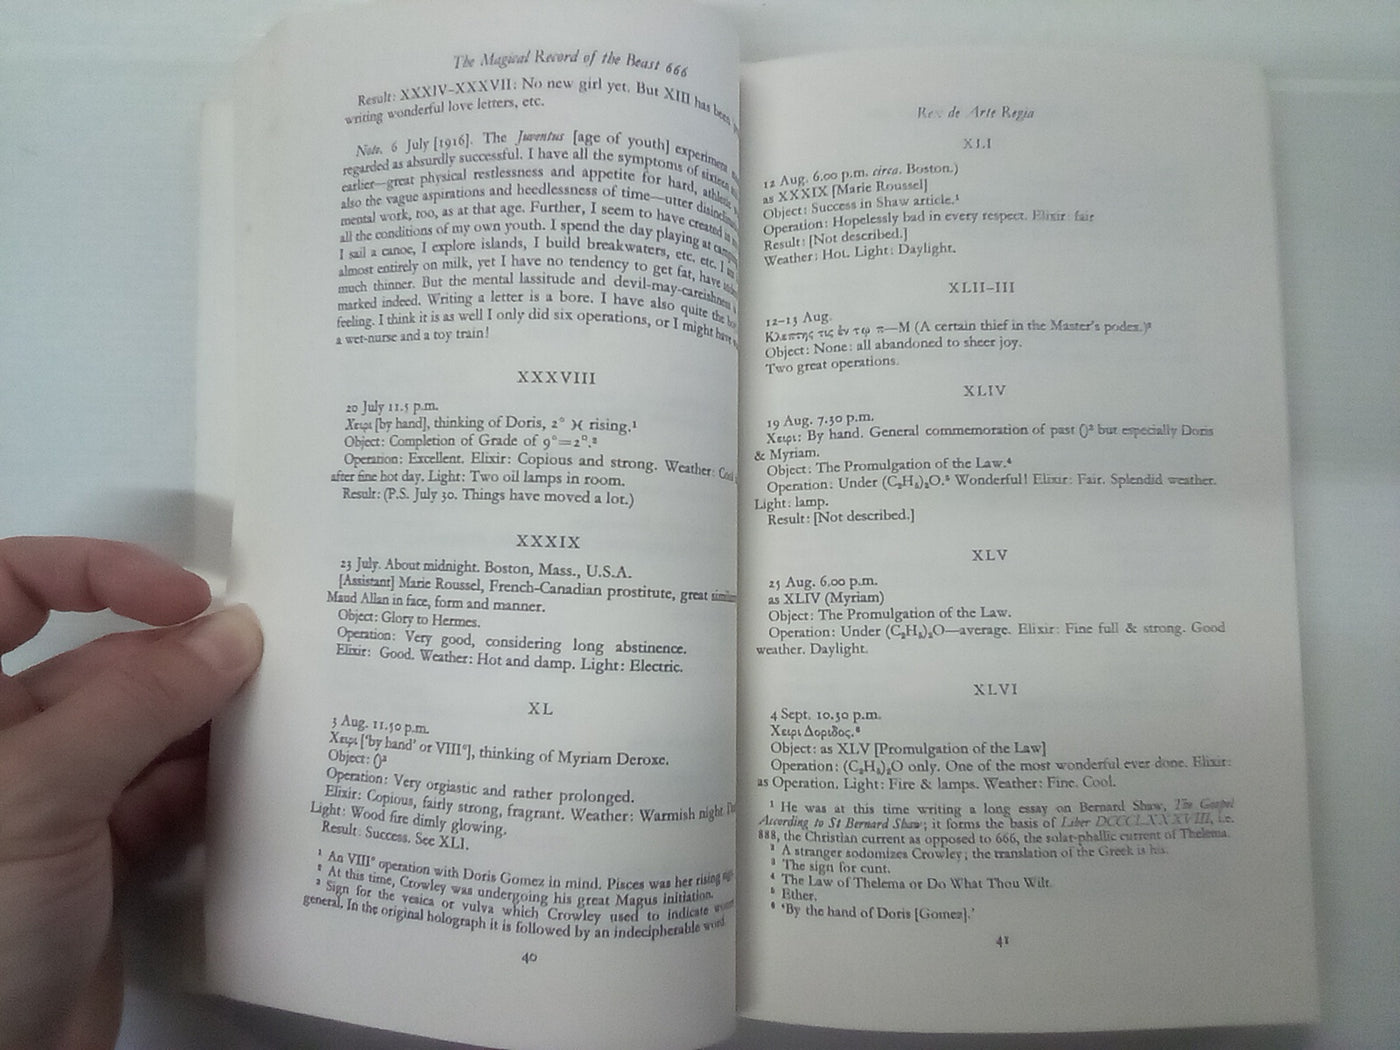 The Magical Record of the Beast 666
Result: XXXIV–XXXVII: No new girl yet. But XIII has been
writing wonderful love letters, etc.
Note. 6 July [1916]. The Juventus [age of youth] experiment
regarded as absurdly successful. I have all the symptoms of sixteen
earlier—great physical restlessness and appetite for hard, athletic
also the vague aspirations and heedlessness of time—utter
mental work, too, as at that age. Further, I seem to have created
all the conditions of my own youth. I spend the day playing at
I sail a canoe, I explore islands, I build breakwaters, etc. etc. I
almost entirely on milk, yet I have no tendency to get fat, have
much thinner. But the mental lassitude and devil-may-careishness
marked indeed. Writing a letter is a bore. I have also quite the
feeling. I think it is as well I only did six operations, or I might have
a wet-nurse and a toy train!
XXXVIII
20 July 11.5 p.m.
Χειρι [by hand], thinking of Doris, 2° ♓ rising.¹
Object: Completion of Grade of 9°=2°.²
Operation: Excellent. Elixir: Copious and strong. Weather: Cool
after fine hot day. Light: Two oil lamps in room.
Result: (P.S. July 30. Things have moved a lot.)
XXXIX
23 July. About midnight. Boston, Mass., U.S.A.
[Assistant] Marie Roussel, French-Canadian prostitute, great
Maud Allan in face, form and manner.
Object: Glory to Hermes.
Operation: Very good, considering long abstinence.
Elixir: Good. Weather: Hot and damp. Light: Electric.
XL
3 Aug. 11.50 p.m.
Χειρι ['by hand' or VIII°], thinking of Myriam Deroxe.
Object: ()³
Operation: Very orgiastic and rather prolonged.
Elixir: Copious, fairly strong, fragrant. Weather: Warmish night.
Light: Wood fire dimly glowing.
Result: Success. See XLI.
¹ An VIII° operation with Doris Gomez in mind. Pisces was her rising
² At this time, Crowley was undergoing his great Magus initiation.
³ Sign for the vesica or vulva which Crowley used to indicate
general. In the original holograph it is followed by an indecipherable word.
40
Rex de Arte Regia
XLI
12 Aug. 6.00 p.m. circa. Boston.)
as XXXIX [Marie Roussel]
Object: Success in Shaw article.¹
Operation: Hopelessly bad in every respect. Elixir: fair
Result: [Not described.]
Weather: Hot. Light: Daylight.
XLII–III
12–13 Aug.
Κλεπτης τις ἐν τῳ π—Μ (A certain thief in the Master's podex.)²
Object: None: all abandoned to sheer joy.
Two great operations.
XLIV
19 Aug. 7.30 p.m.
Χειρι: By hand. General commemoration of past ()³ but especially Doris
& Myriam.
Object: The Promulgation of the Law.⁴
Operation: Under (C₂H₅)₂O.⁵ Wonderful! Elixir: Fair. Splendid weather.
Light: lamp.
Result: [Not described.]
XLV
25 Aug. 6.00 p.m.
as XLIV (Myriam)
Object: The Promulgation of the Law.
Operation: Under (C₂H₅)₂O—average. Elixir: Fine full & strong. Good
weather. Daylight.
XLVI
4 Sept. 10.30 p.m.
Χειρι Δοριδος.⁶
Object: as XLV [Promulgation of the Law]
Operation: (C₂H₅)₂O only. One of the most wonderful ever done. Elixir:
as Operation. Light: Fire & lamps. Weather: Fine. Cool.
¹ He was at this time writing a long essay on Bernard Shaw, The Gospel
According to St Bernard Shaw; it forms the basis of Liber DCCCLXXXVIII, i.e.
888, the Christian current as opposed to 666, the solar-phallic current of Thelema.
² A stranger sodomizes Crowley; the translation of the Greek is his.
³ The sign for cunt.
⁴ The Law of Thelema or Do What Thou Wilt.
⁵ Ether.
⁶ 'By the hand of Doris [Gomez].'
41